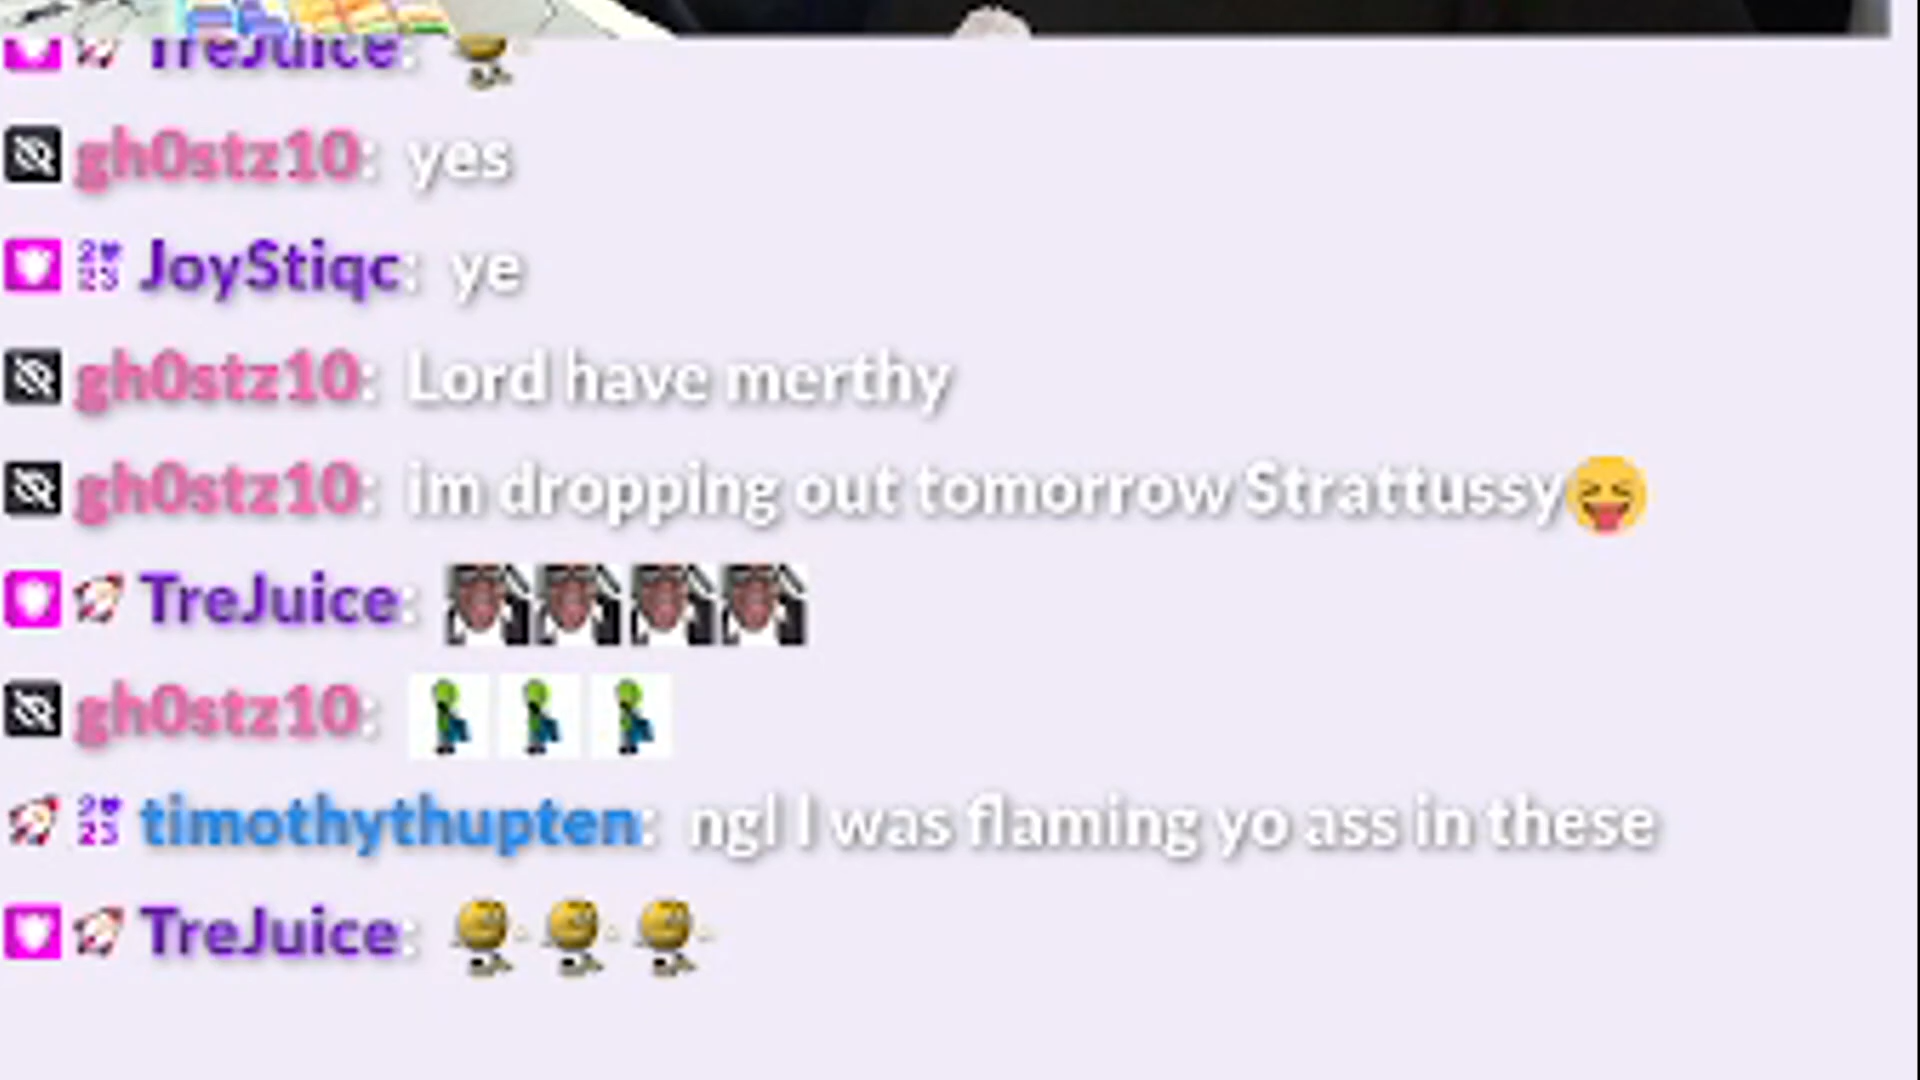 TreJuice:
gh0stz10: yes
JoyStiqc: ye
gh0stz10: Lord have merthy
gh0stz10: im dropping out tomorrow Strattussy😝
TreJuice:
gh0stz10:
timothythupten: ngl I was flaming yo ass in these
TreJuice: